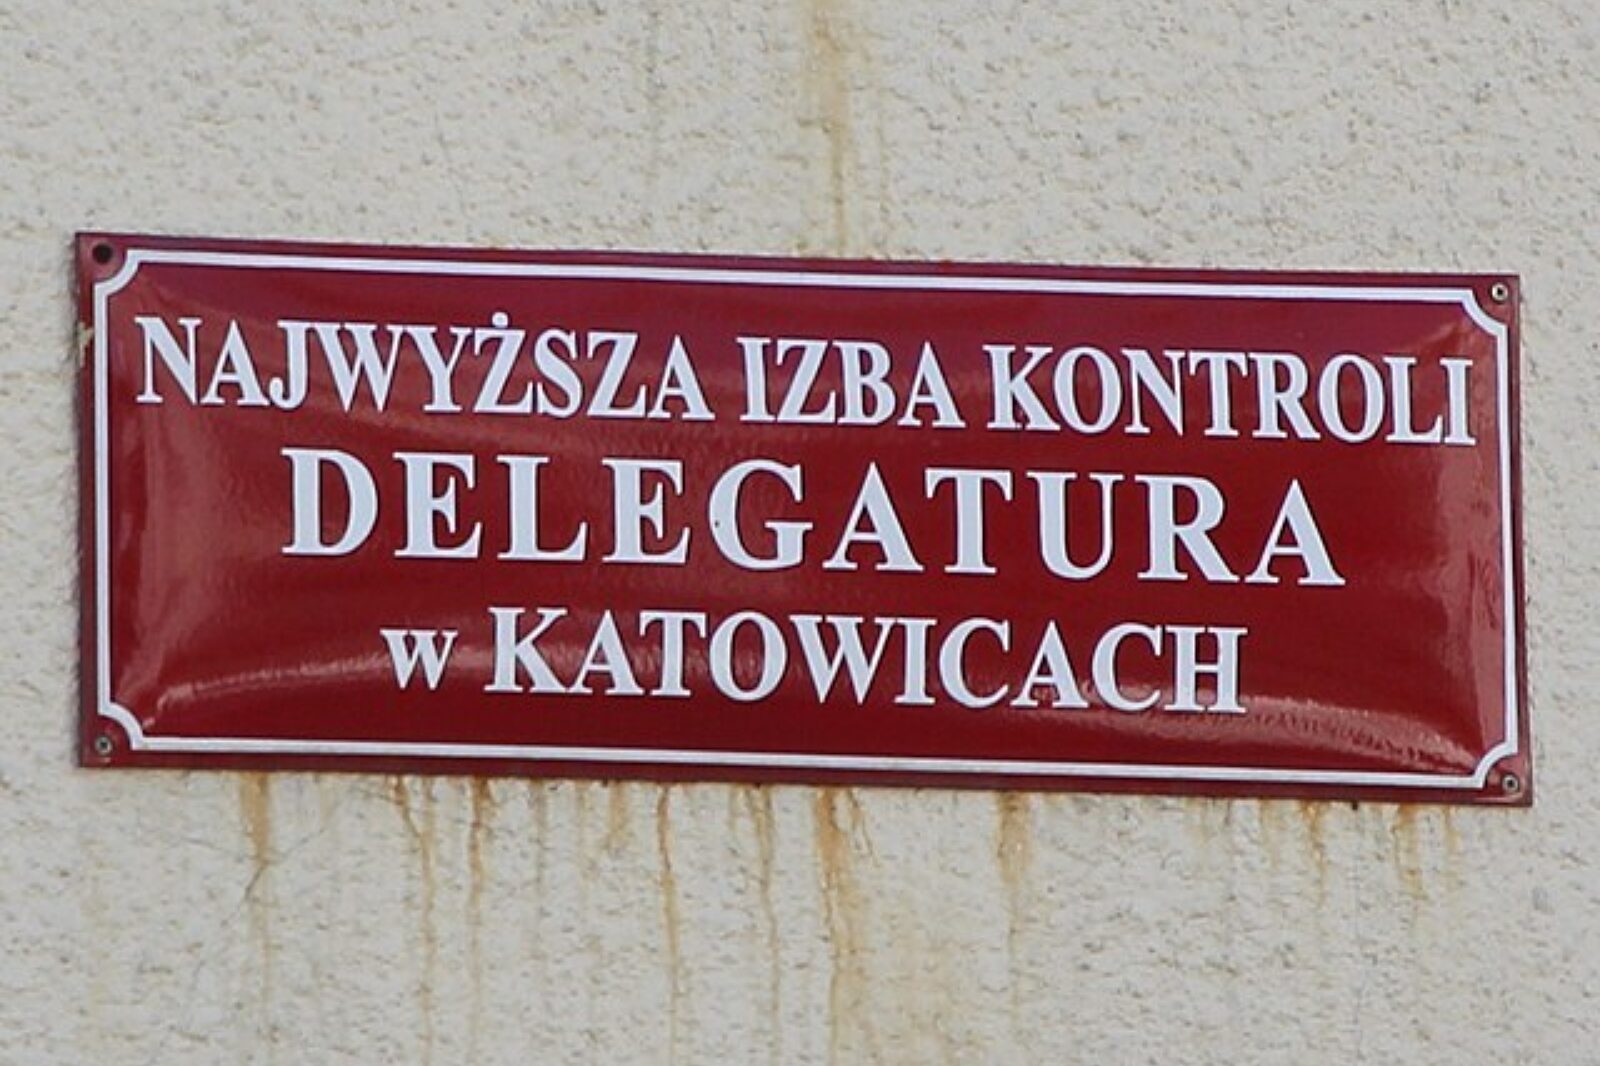 NAJWYŻSZA IZBA KONTROLI
DELEGATURA
w KATOWICACH